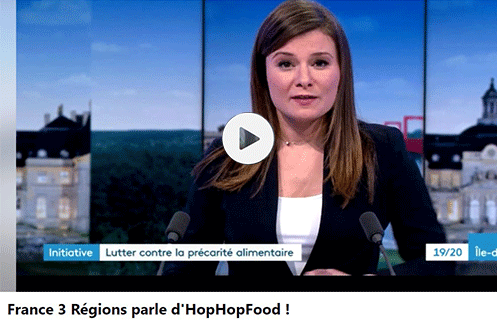 Initiative Lutter contre la précarité alimentaire 19/20 Île-d
France 3 Régions parle d'HopHopFood !